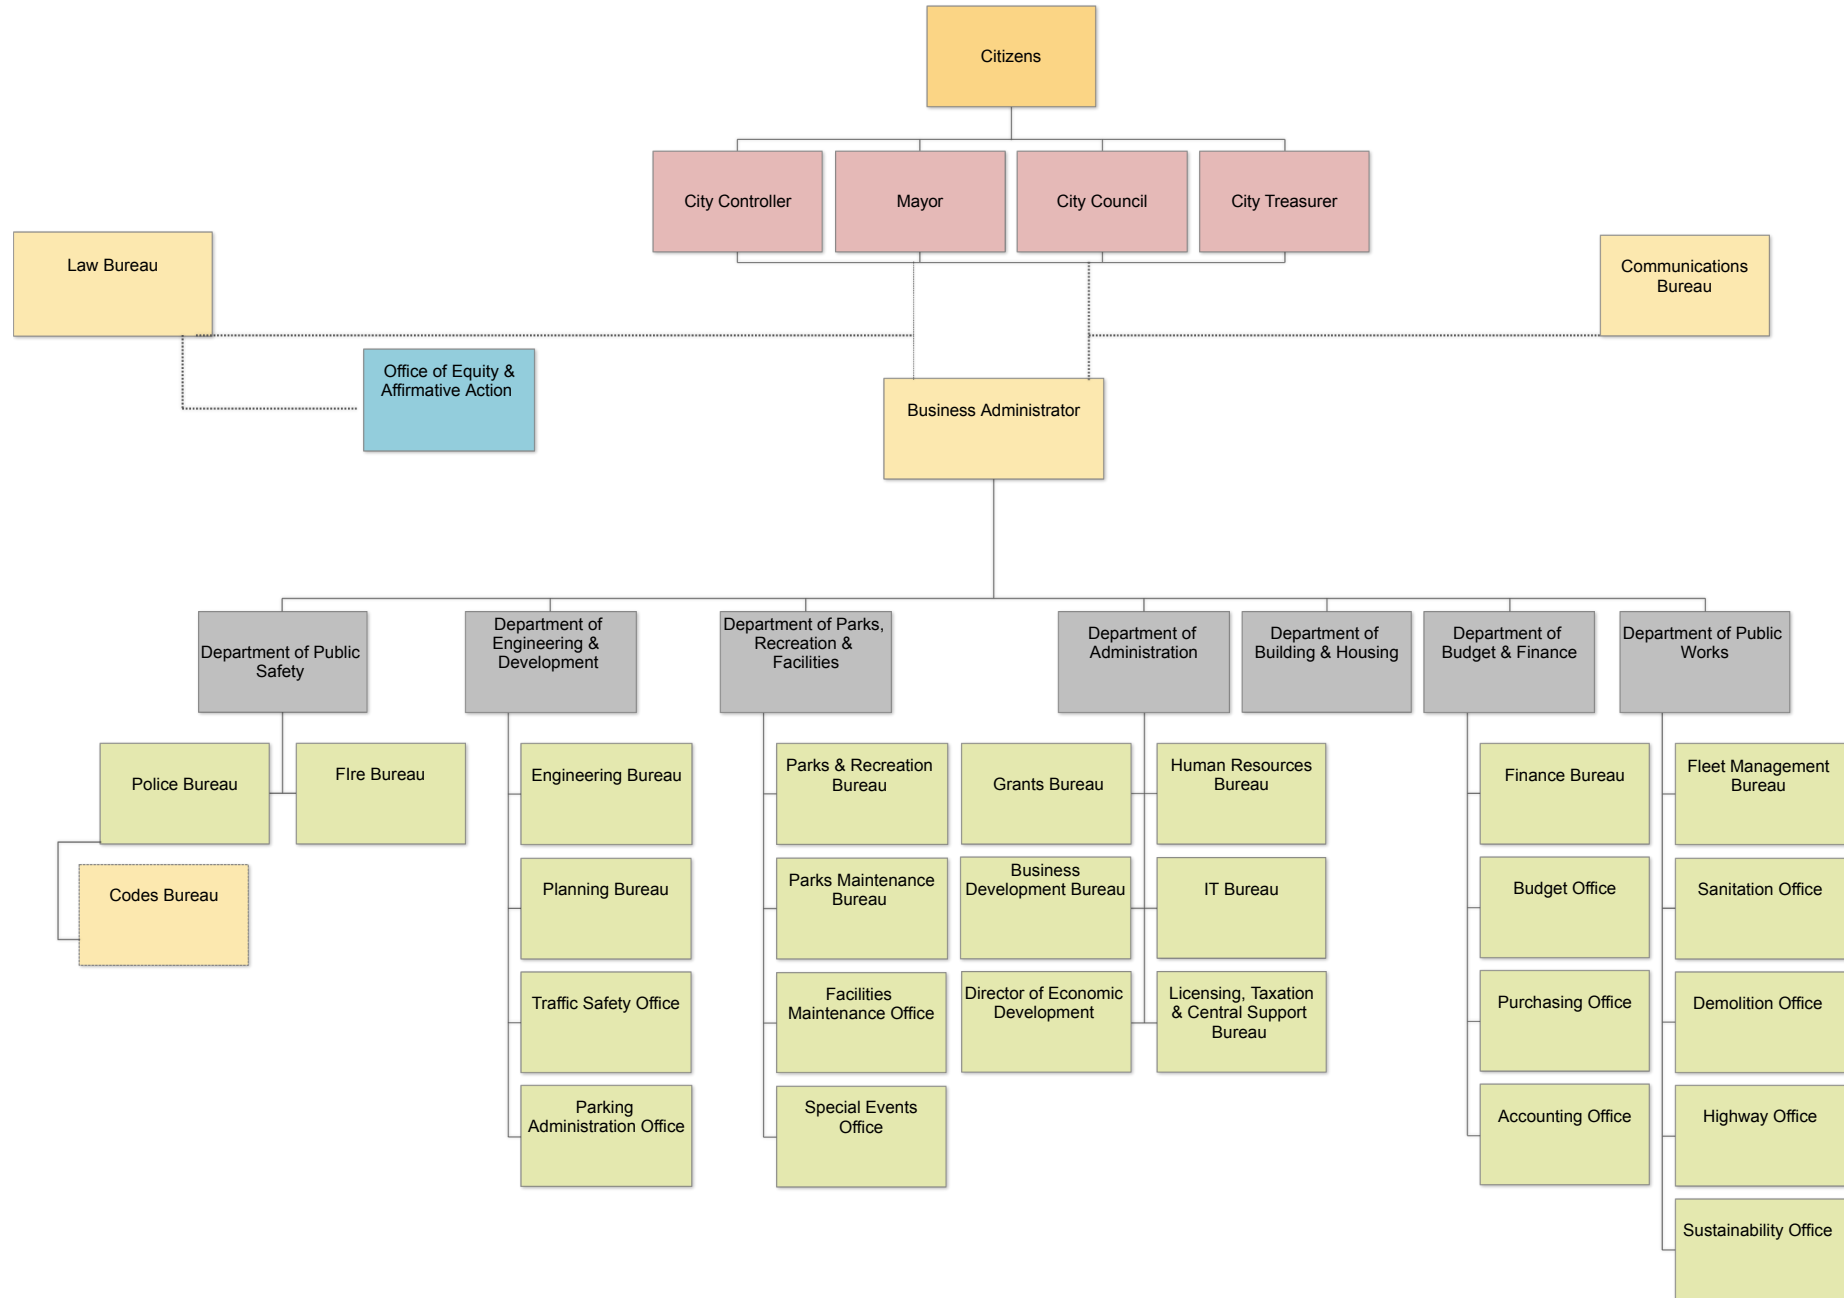 Citizens
City Controller
Mayor
City Council
City Treasurer
Law Bureau
Communications
Bureau
Office of Equity &
Affirmative Action
Business Administrator
Department of Public
Safety
Department of
Engineering &
Development
Department of Parks,
Recreation &
Facilities
Department of
Administration
Department of
Building & Housing
Department of
Budget & Finance
Department of Public
Works
Police Bureau
FIre Bureau
Codes Bureau
Engineering Bureau
Planning Bureau
Traffic Safety Office
Parking
Administration Office
Parks & Recreation
Bureau
Parks Maintenance
Bureau
Facilities
Maintenance Office
Special Events
Office
Grants Bureau
Business
Development Bureau
Director of Economic
Development
Human Resources
Bureau
IT Bureau
Licensing, Taxation
& Central Support
Bureau
Finance Bureau
Budget Office
Purchasing Office
Accounting Office
Fleet Management
Bureau
Sanitation Office
Demolition Office
Highway Office
Sustainability Office